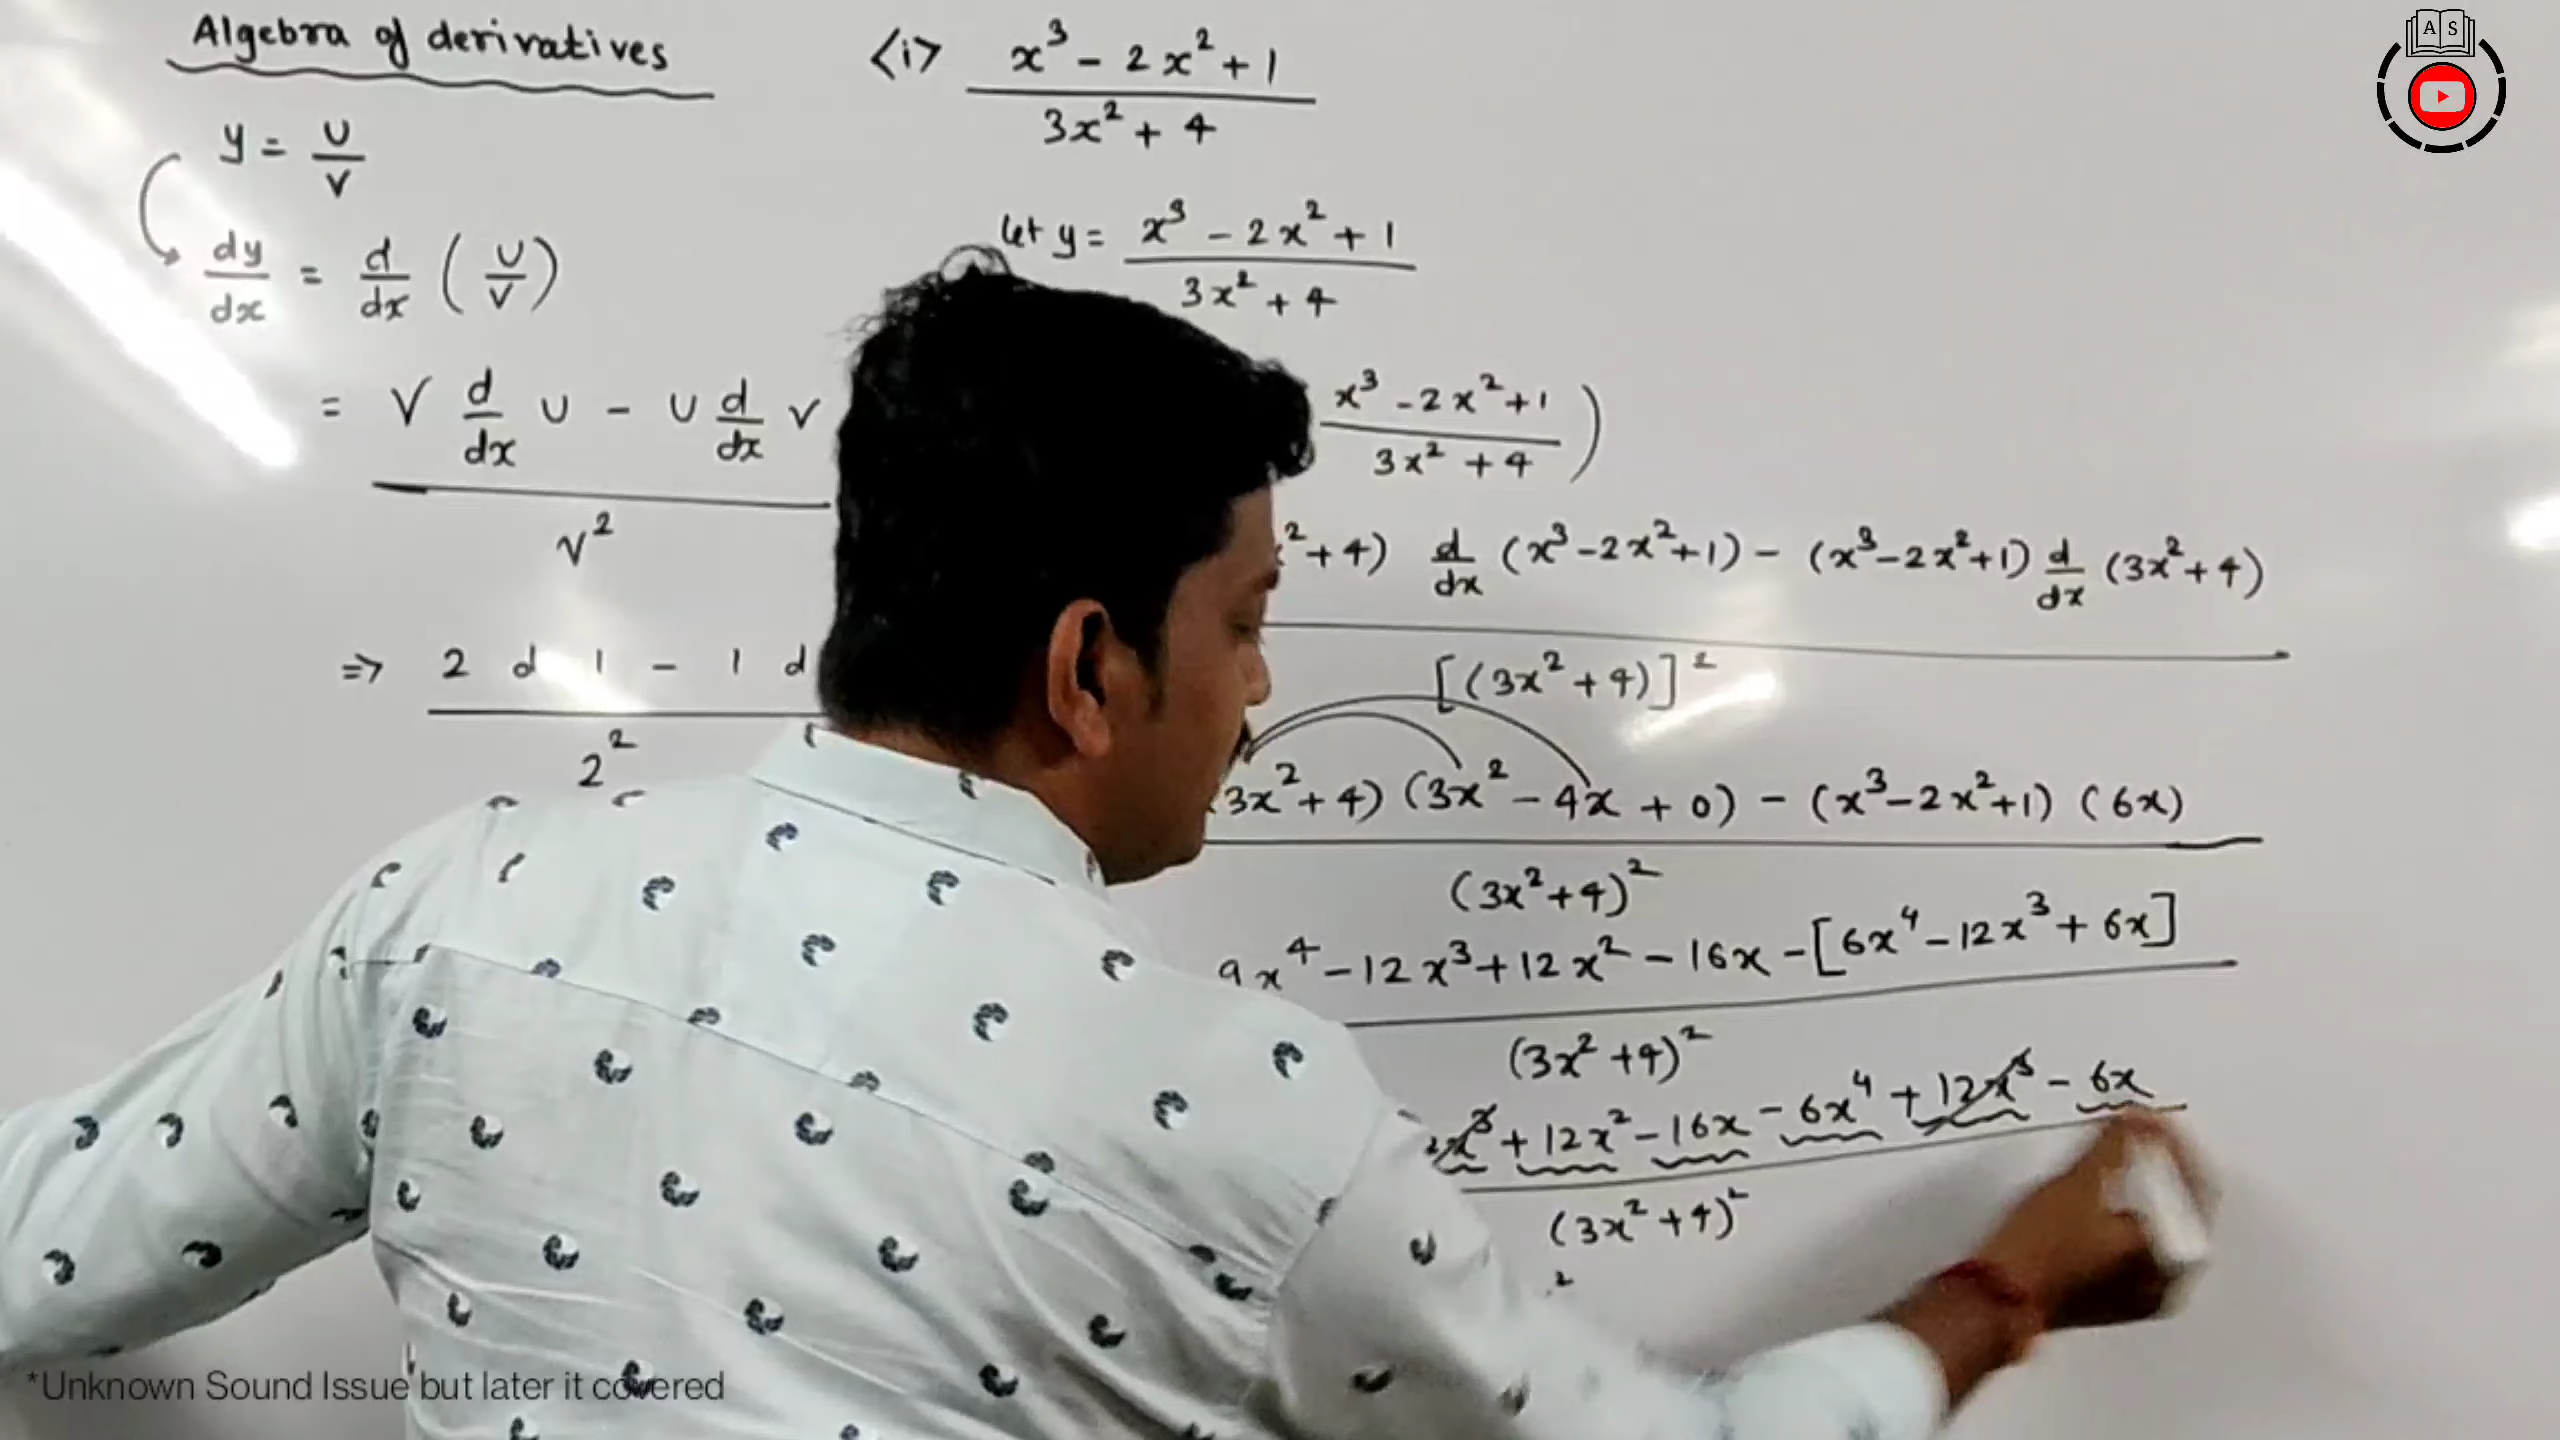 Algebra of derivatives
y = U/V
dy/dx = d/dx (U/V)
= V d/dx U - U d/dx V
V²
=> 2 d 1 - 1 d
2²
<i> x³ - 2x² + 1
3x² + 4
let y = x³ - 2x² + 1
3x² + 4
x³ - 2x² + 1
3x² + 4 )
² + 4) d/dx (x³ - 2x² + 1) - (x³ - 2x² + 1) d/dx (3x² + 4)
[(3x² + 4)]²
3x² + 4) (3x² - 4x + 0) - (x³ - 2x² + 1) (6x)
(3x² + 4)²
9x⁴ - 12x³ + 12x² - 16x - [6x⁴ - 12x³ + 6x]
(3x² + 4)²
2x³ + 12x² - 16x - 6x⁴ + 12x³ - 6x
(3x² + 4)²
2
A S
*Unknown Sound Issue but later it covered